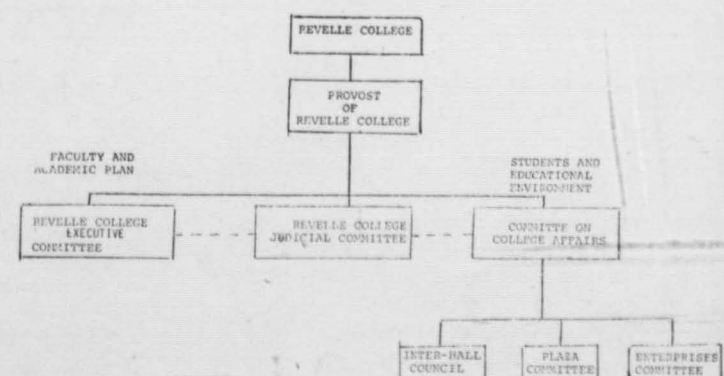 REVELLE COLLEGE
PROVOST
OF
REVELLE COLLEGE
FACULTY AND
ACADEMIC PLAN
STUDENTS AND
EDUCATIONAL
ENVIRONMENT
REVELLE COLLEGE
EXECUTIVE
COMMITTEE
REVELLE COLLEGE
JUDICIAL COMMITTEE
COMMITTE ON
COLLEGE AFFAIRS
INTER-HALL
COUNCIL
PLAZA
COMMITTEE
ENTERPRISES
COMMITTEE